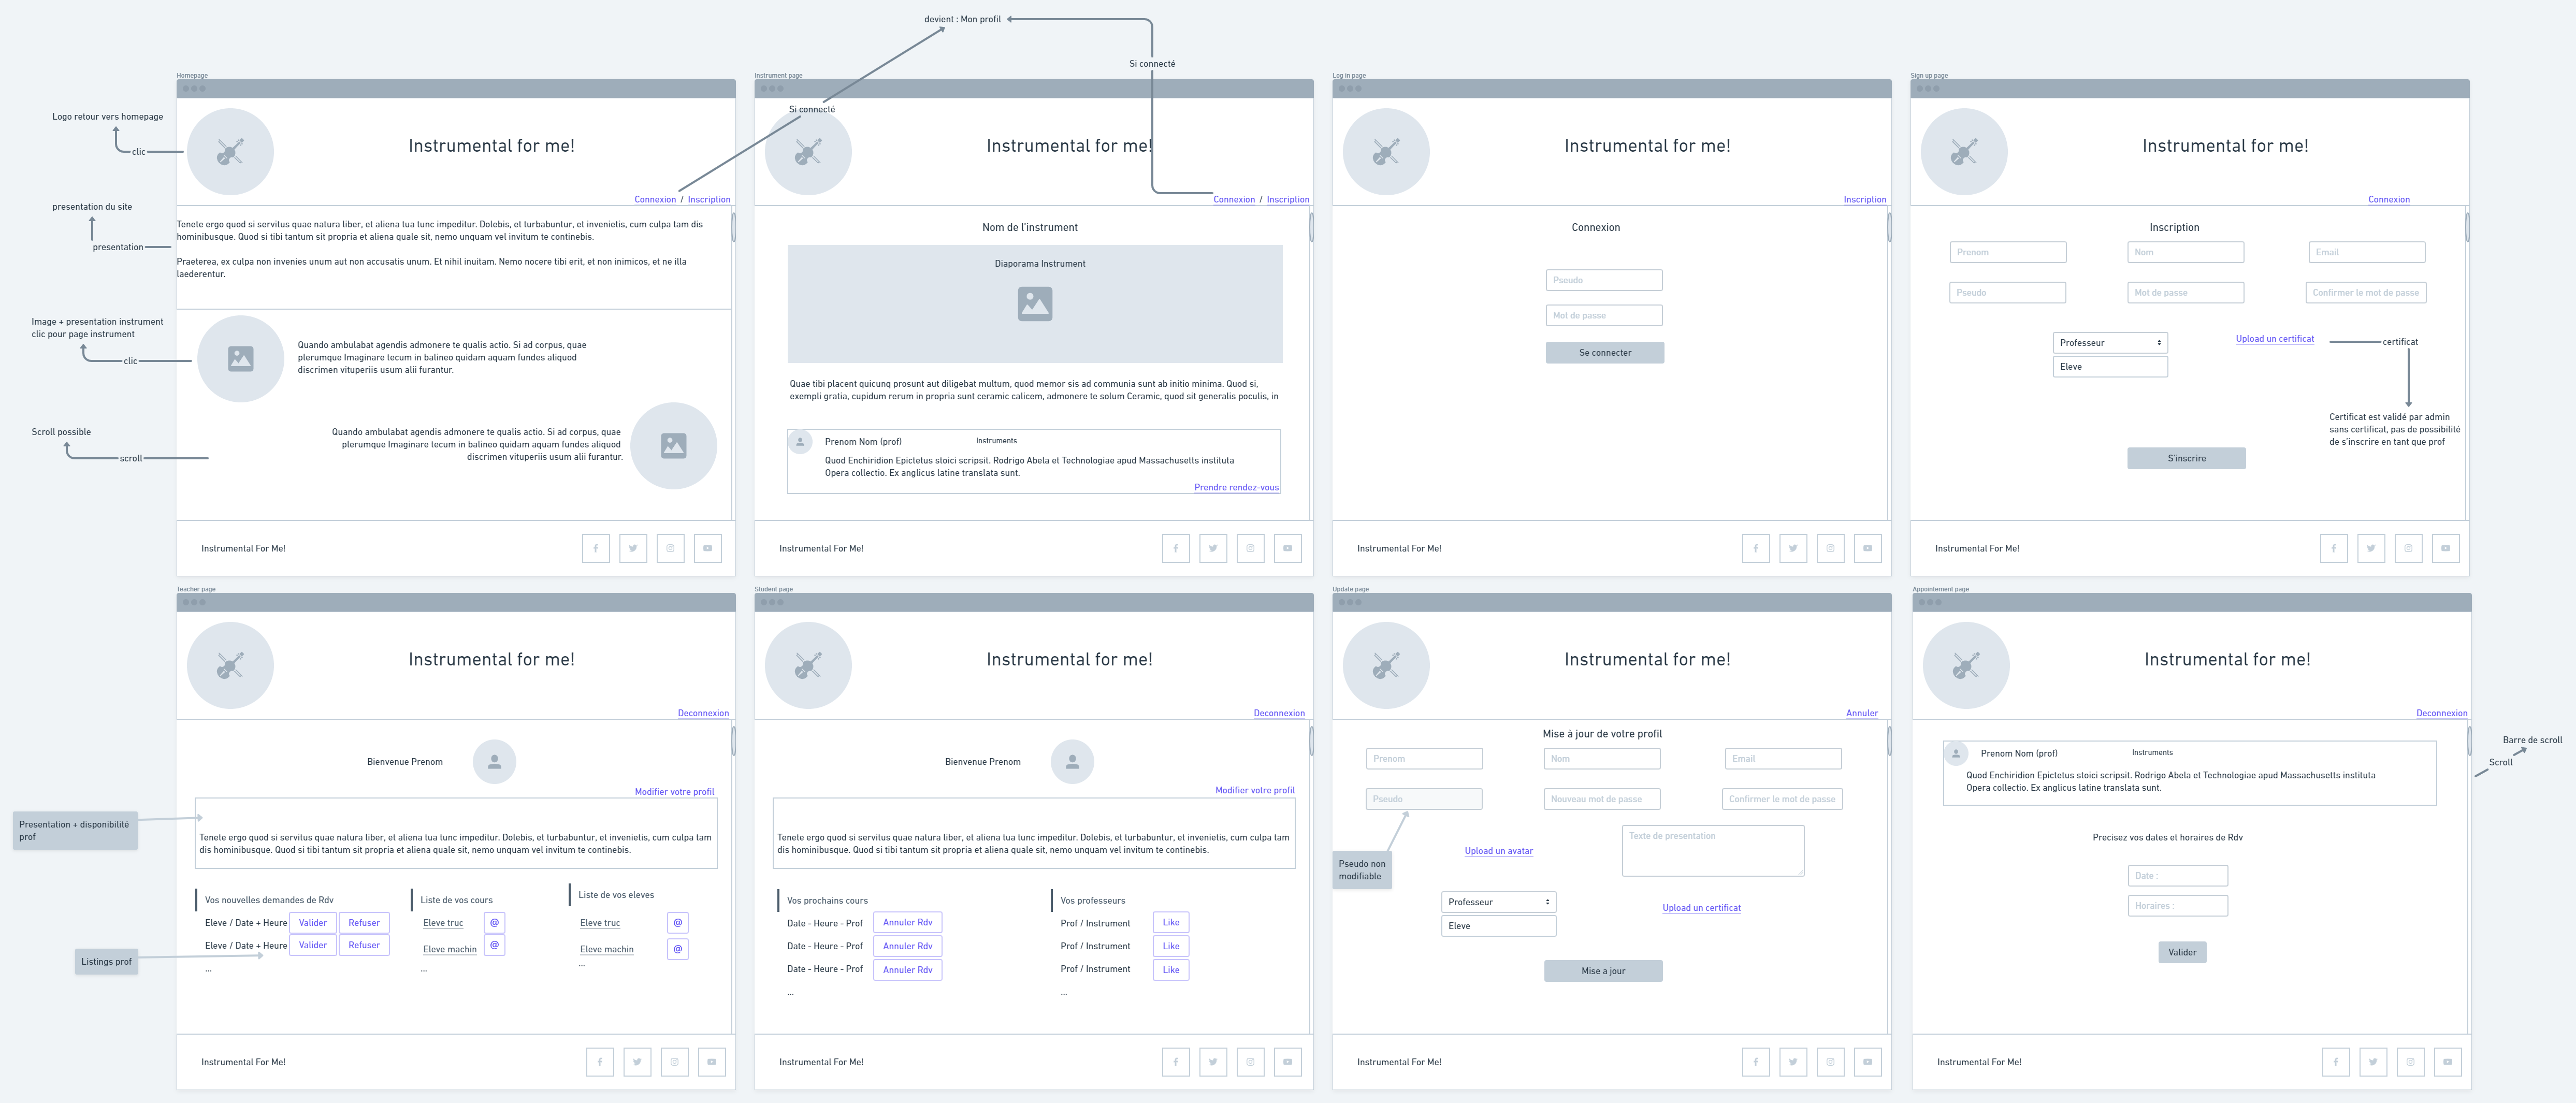 devient : Mon profil
Si connecté
Homepage
Logo retour vers homepage
clic
Instrumental for me!
Connexion / Inscription
presentation du site
presentation
Tenete ergo quod si servitus quae natura liber, et aliena tua tunc impeditur. Dolebis, et turbabuntur, et invenietis, cum culpa tam dis
hominibusque. Quod si tibi tantum sit propria et aliena quale sit, nemo unquam vel invitum te continebis.
Praeterea, ex culpa non invenies unum aut non accusatis unum. Et nihil inuitam. Nemo nocere tibi erit, et non inimicos, et ne illa
laederentur.
Image + presentation instrument
clic pour page instrument
clic
Quando ambulabat agendis admonere te qualis actio. Si ad corpus, quae
plerumque Imaginare tecum in balineo quidam aquam fundes aliquod
discrimen vituperiis usum alii furantur.
Scroll possible
scroll
Quando ambulabat agendis admonere te qualis actio. Si ad corpus, quae
plerumque Imaginare tecum in balineo quidam aquam fundes aliquod
discrimen vituperiis usum alii furantur.
Instrumental For Me!
Instrument page
Si connecté
Instrumental for me!
Connexion / Inscription
Nom de l'instrument
Diaporama Instrument
Quae tibi placent quicunq prosunt aut diligebat multum, quod memor sis ad communia sunt ab initio minima. Quod si,
exempli gratia, cupidum rerum in propria sunt ceramic calicem, admonere te solum Ceramic, quod sit generalis poculis, in
Prenom Nom (prof)
Instruments
Quod Enchiridion Epictetus stoici scripsit. Rodrigo Abela et Technologiae apud Massachusetts instituta
Opera collectio. Ex anglicus latine translata sunt.
Prendre rendez-vous
Instrumental For Me!
Log in page
Instrumental for me!
Inscription
Connexion
Pseudo
Mot de passe
Se connecter
Instrumental For Me!
Sign up page
Instrumental for me!
Connexion
Inscription
Prenom
Nom
Email
Pseudo
Mot de passe
Confirmer le mot de passe
Professeur
Eleve
Upload un certificat
certificat
Certificat est validé par admin
sans certificat, pas de possibilité
de s'inscrire en tant que prof
S'inscrire
Instrumental For Me!
Teacher page
Instrumental for me!
Deconnexion
Bienvenue Prenom
Modifier votre profil
Presentation + disponibilité
prof
Tenete ergo quod si servitus quae natura liber, et aliena tua tunc impeditur. Dolebis, et turbabuntur, et invenietis, cum culpa tam
dis hominibusque. Quod si tibi tantum sit propria et aliena quale sit, nemo unquam vel invitum te continebis.
Vos nouvelles demandes de Rdv
Eleve / Date + Heure Valider Refuser
Eleve / Date + Heure Valider Refuser
...
Listings prof
Liste de vos cours
Eleve truc @
Eleve machin @
...
Liste de vos eleves
Eleve truc @
Eleve machin @
...
Instrumental For Me!
Student page
Instrumental for me!
Deconnexion
Bienvenue Prenom
Modifier votre profil
Tenete ergo quod si servitus quae natura liber, et aliena tua tunc impeditur. Dolebis, et turbabuntur, et invenietis, cum culpa tam
dis hominibusque. Quod si tibi tantum sit propria et aliena quale sit, nemo unquam vel invitum te continebis.
Vos prochains cours
Date - Heure - Prof Annuler Rdv
Date - Heure - Prof Annuler Rdv
Date - Heure - Prof Annuler Rdv
...
Vos professeurs
Prof / Instrument Like
Prof / Instrument Like
Prof / Instrument Like
...
Instrumental For Me!
Update page
Instrumental for me!
Annuler
Mise à jour de votre profil
Prenom
Nom
Email
Pseudo
Nouveau mot de passe
Confirmer le mot de passe
Texte de presentation
Upload un avatar
Pseudo non
modifiable
Professeur
Eleve
Upload un certificat
Mise a jour
Instrumental For Me!
Appointement page
Instrumental for me!
Deconnexion
Barre de scroll
Scroll
Prenom Nom (prof)
Instruments
Quod Enchiridion Epictetus stoici scripsit. Rodrigo Abela et Technologiae apud Massachusetts instituta
Opera collectio. Ex anglicus latine translata sunt.
Precisez vos dates et horaires de Rdv
Date :
Horaires :
Valider
Instrumental For Me!